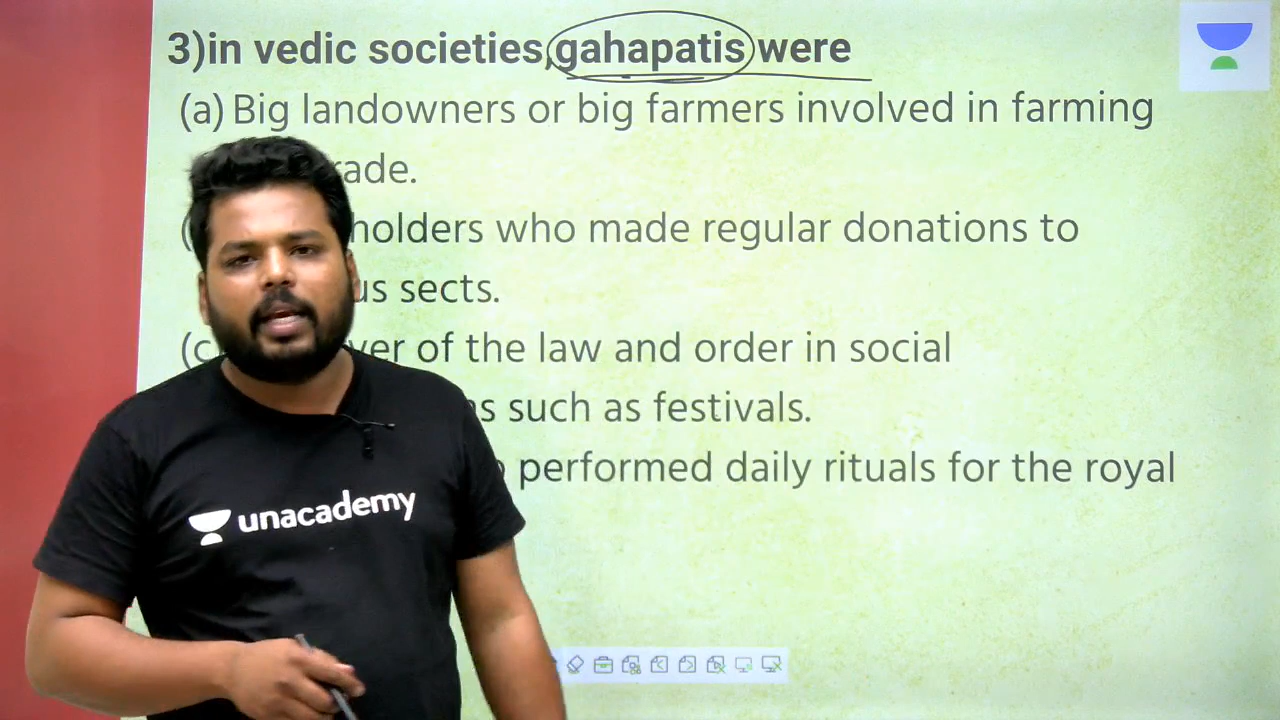 3)in vedic societies,gahapatis were
(a) Big landowners or big farmers involved in farming
rade.
holders who made regular donations to
us sects.
(c ver of the law and order in social
such as festivals.
performed daily rituals for the royal
unacademy